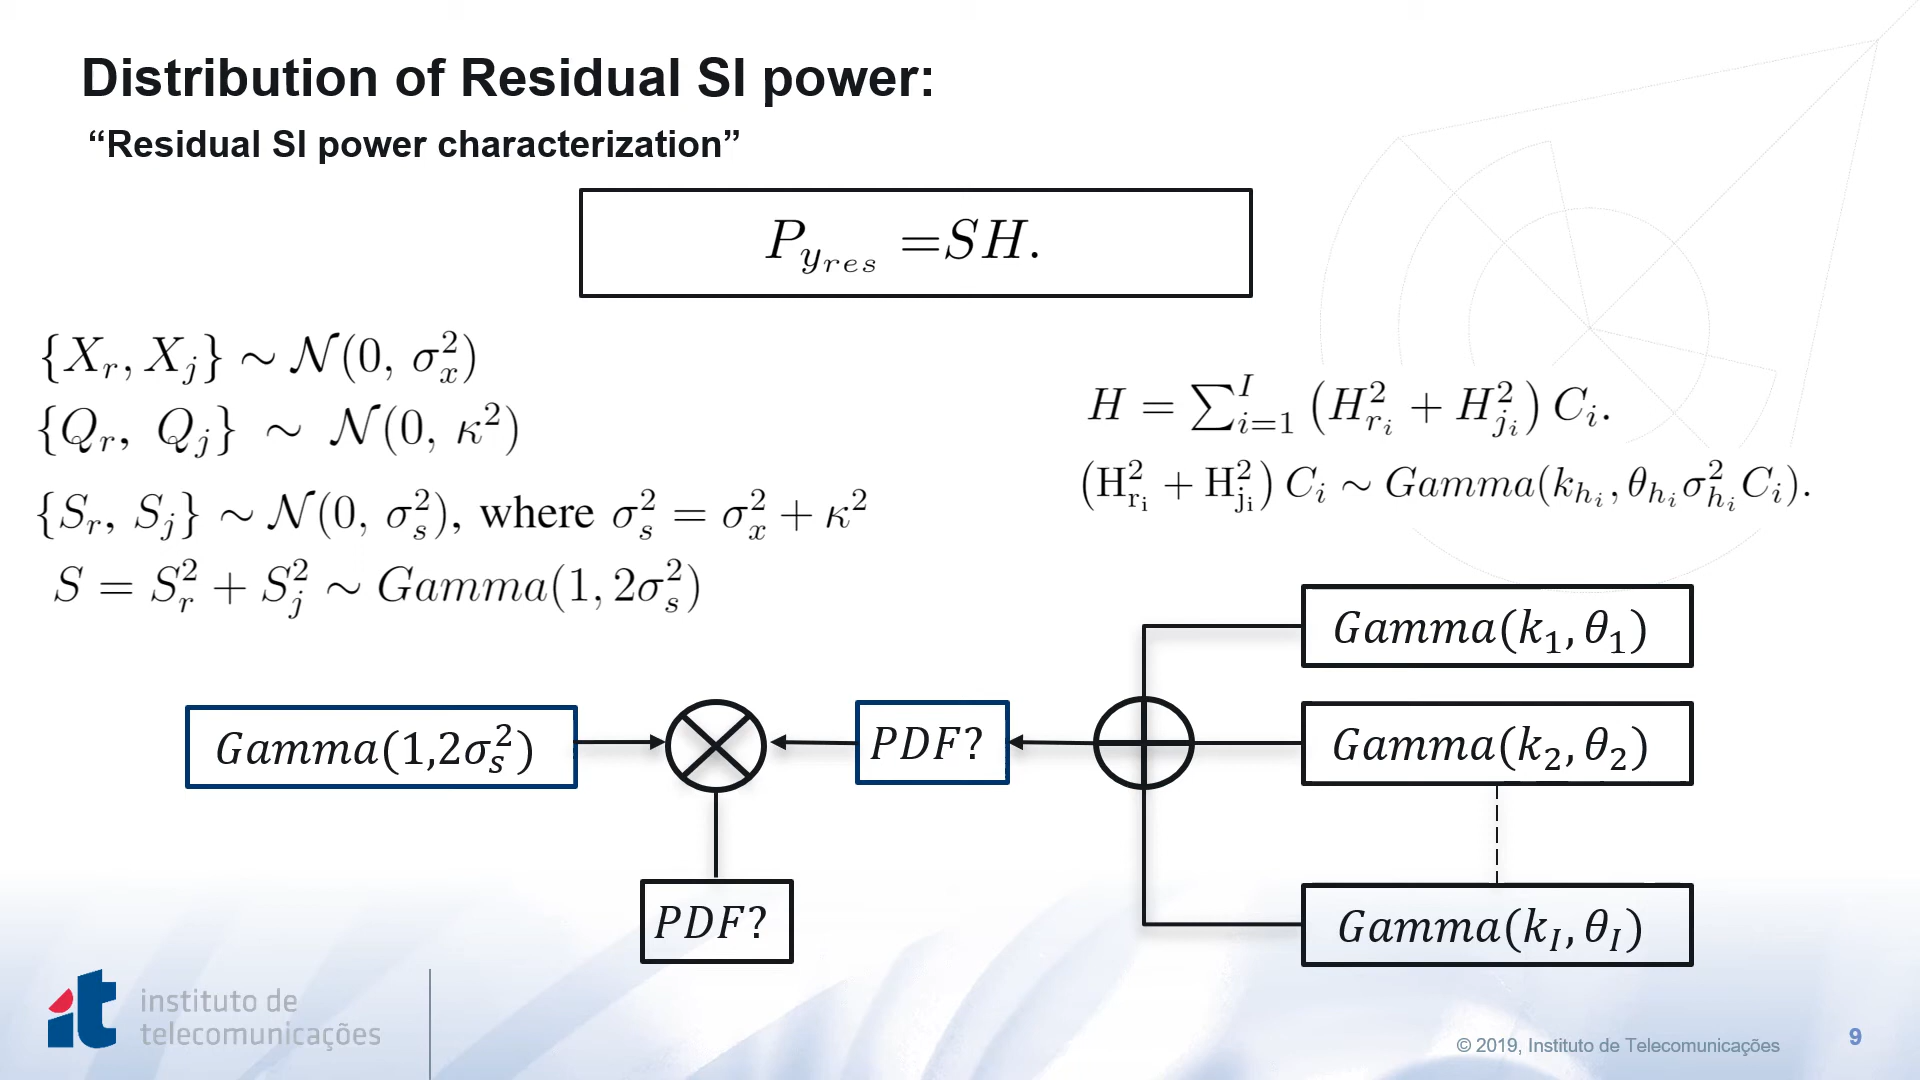 Distribution of Residual SI power:
“Residual SI power characterization”
P_{y_{res}} = SH.
{X_r, X_j} ∼ 𝒩(0, σ_x^2)
{Q_r, Q_j} ∼ 𝒩(0, κ^2)
{S_r, S_j} ∼ 𝒩(0, σ_s^2), where σ_s^2 = σ_x^2 + κ^2
S = S_r^2 + S_j^2 ∼ Gamma(1, 2σ_s^2)
H = ∑_{i=1}^{I} (H_{r_i}^2 + H_{j_i}^2) C_i.
(H_{r_i}^2 + H_{j_i}^2) C_i ∼ Gamma(k_{h_i}, θ_{h_i}σ_{h_i}^2 C_i).
Gamma(k_1, θ_1)
Gamma(1,2σ_s^2)
PDF?
Gamma(k_2, θ_2)
PDF?
Gamma(k_I, θ_I)
it
instituto de
telecomunicações
© 2019, Instituto de Telecomunicações
9